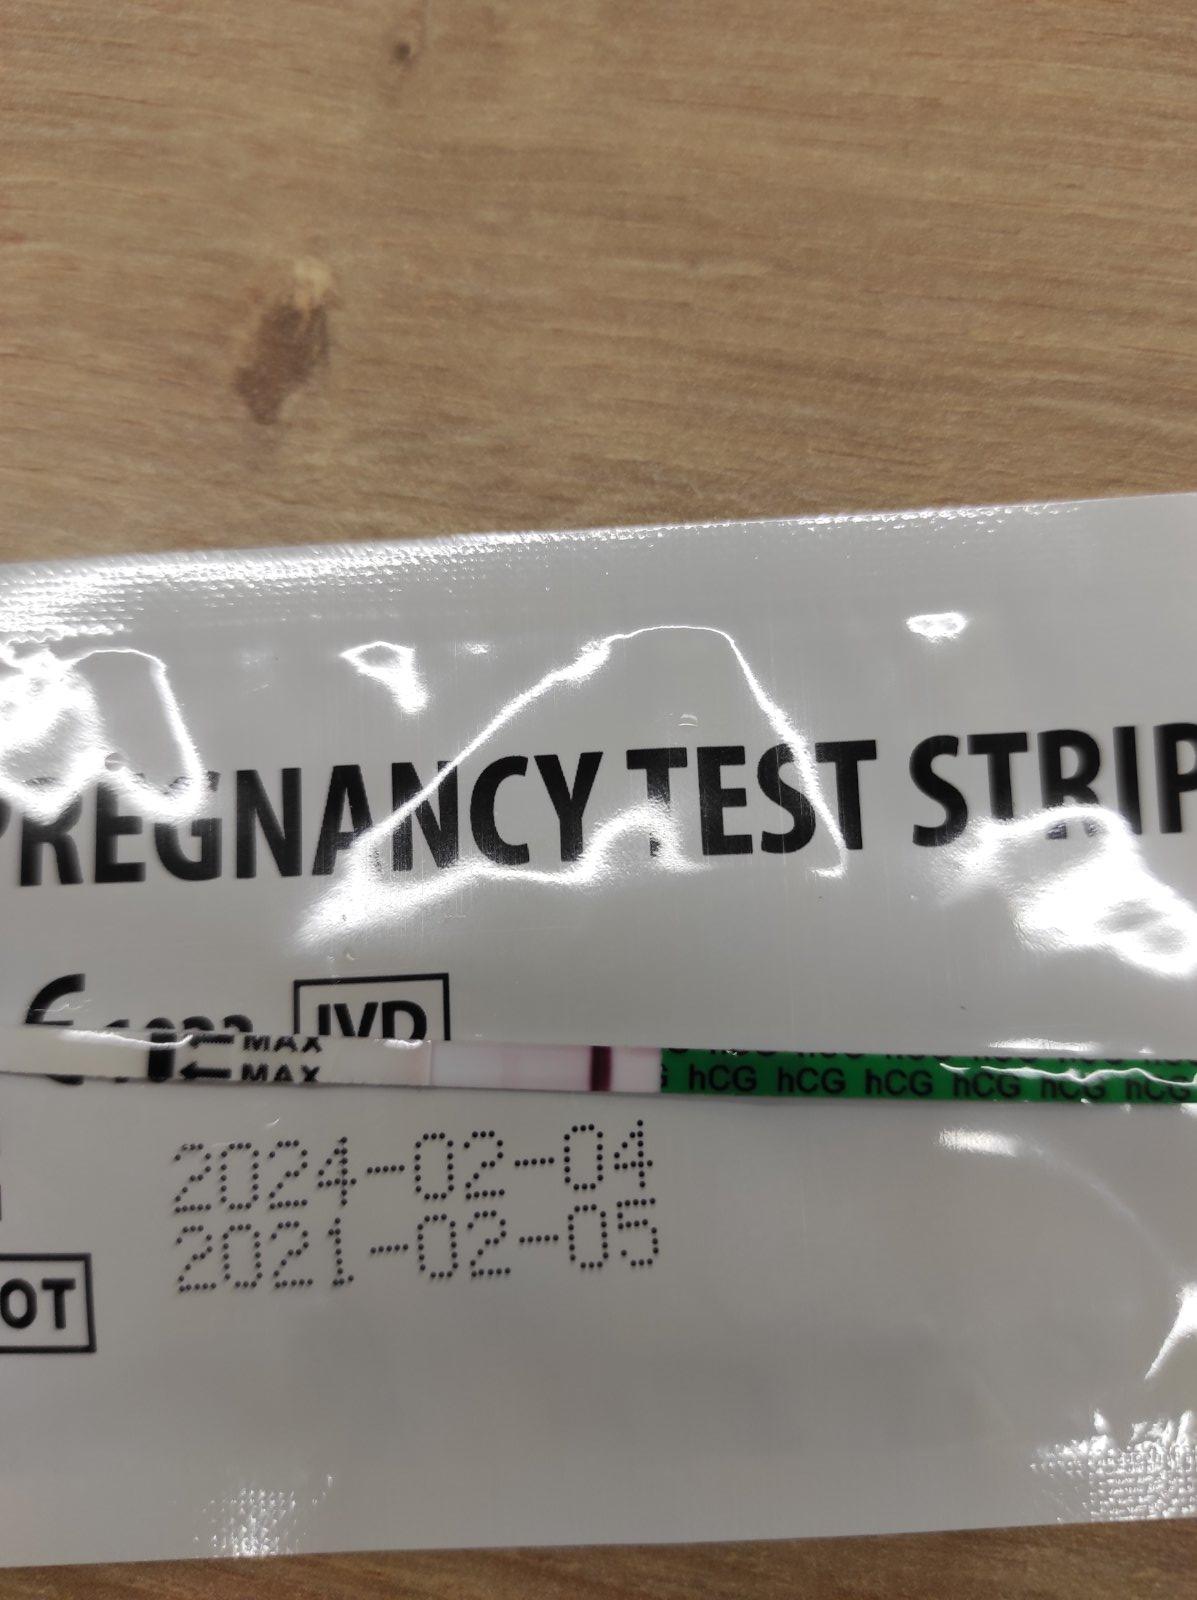 PREGNANCY TEST STRIP
IVD
MAX
MAX
hCG hCG hCG hCG hCG hCG
2024-02-04
2021-02-05
OT